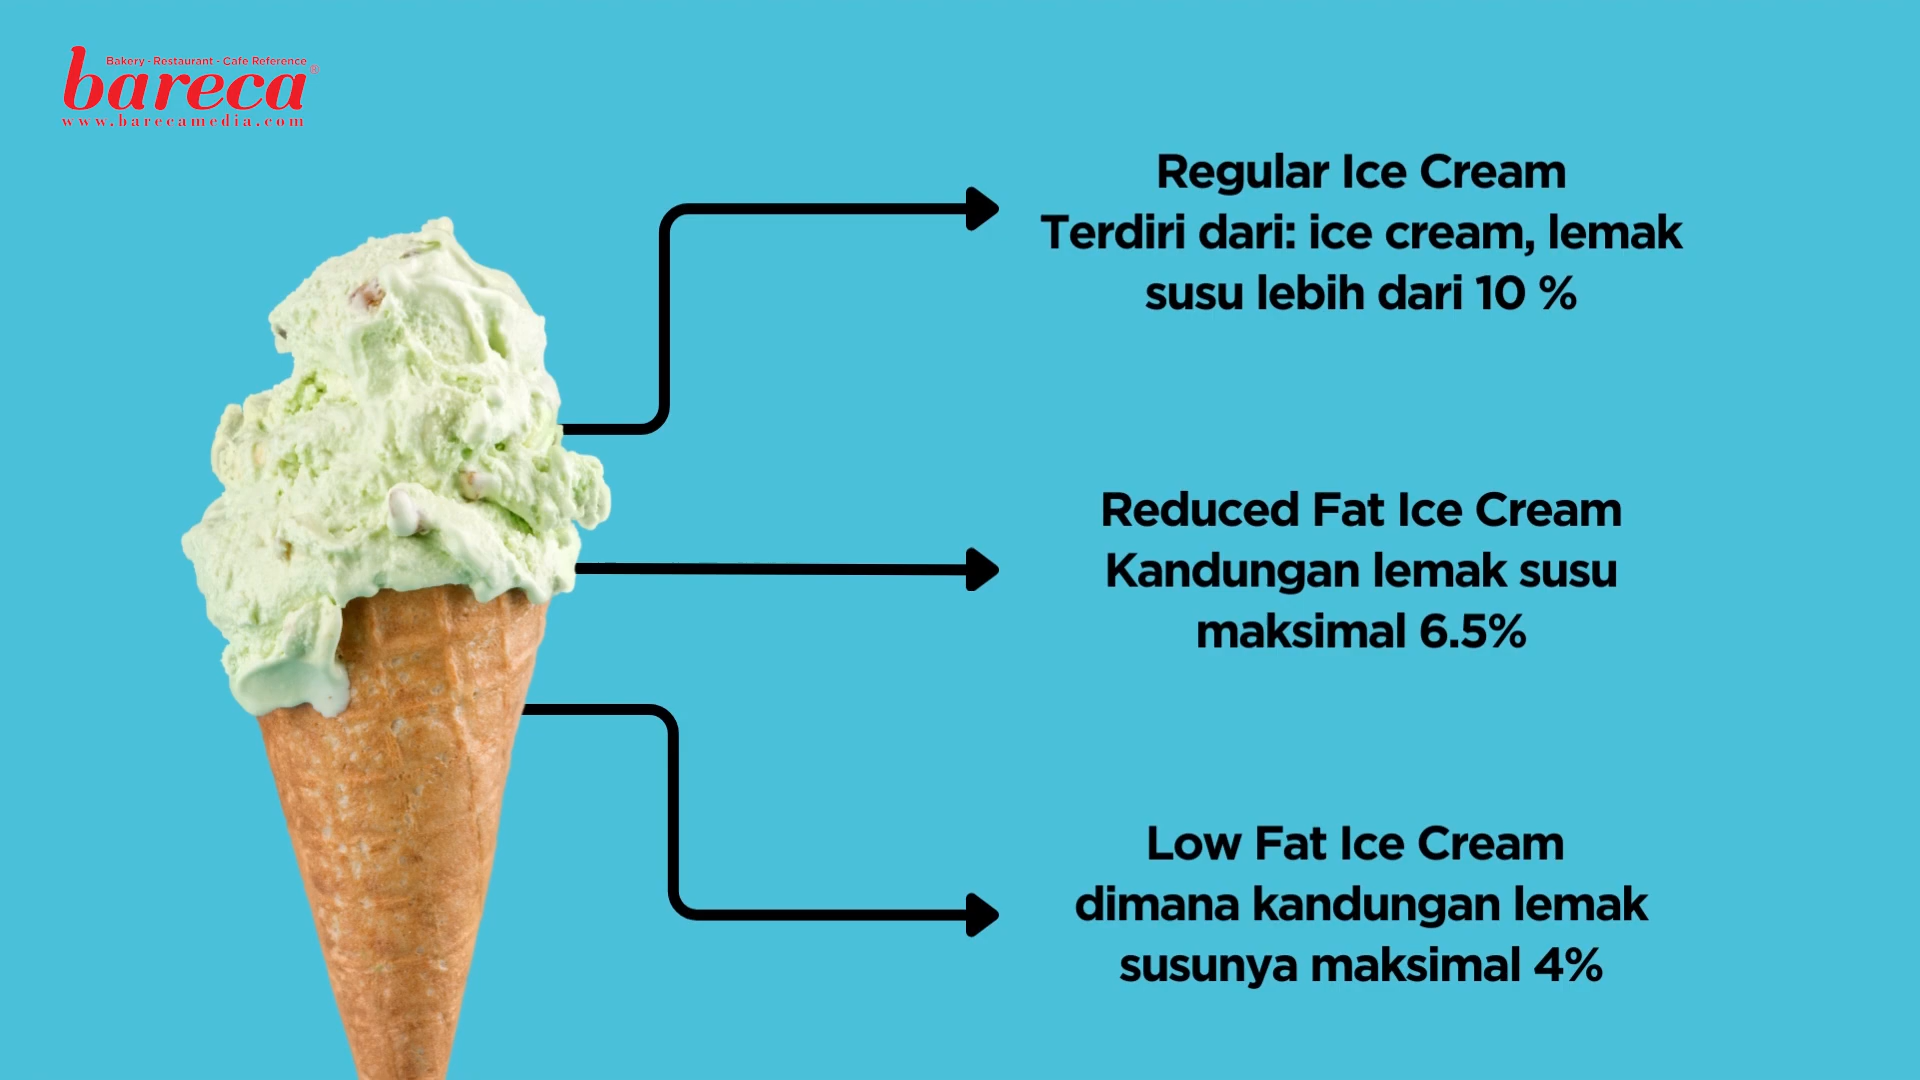 Bakery - Restaurant - Cafe Reference
bareca®
www.barecamedia.com
Regular Ice Cream
Terdiri dari: ice cream, lemak
susu lebih dari 10 %
Reduced Fat Ice Cream
Kandungan lemak susu
maksimal 6.5%
Low Fat Ice Cream
dimana kandungan lemak
susunya maksimal 4%